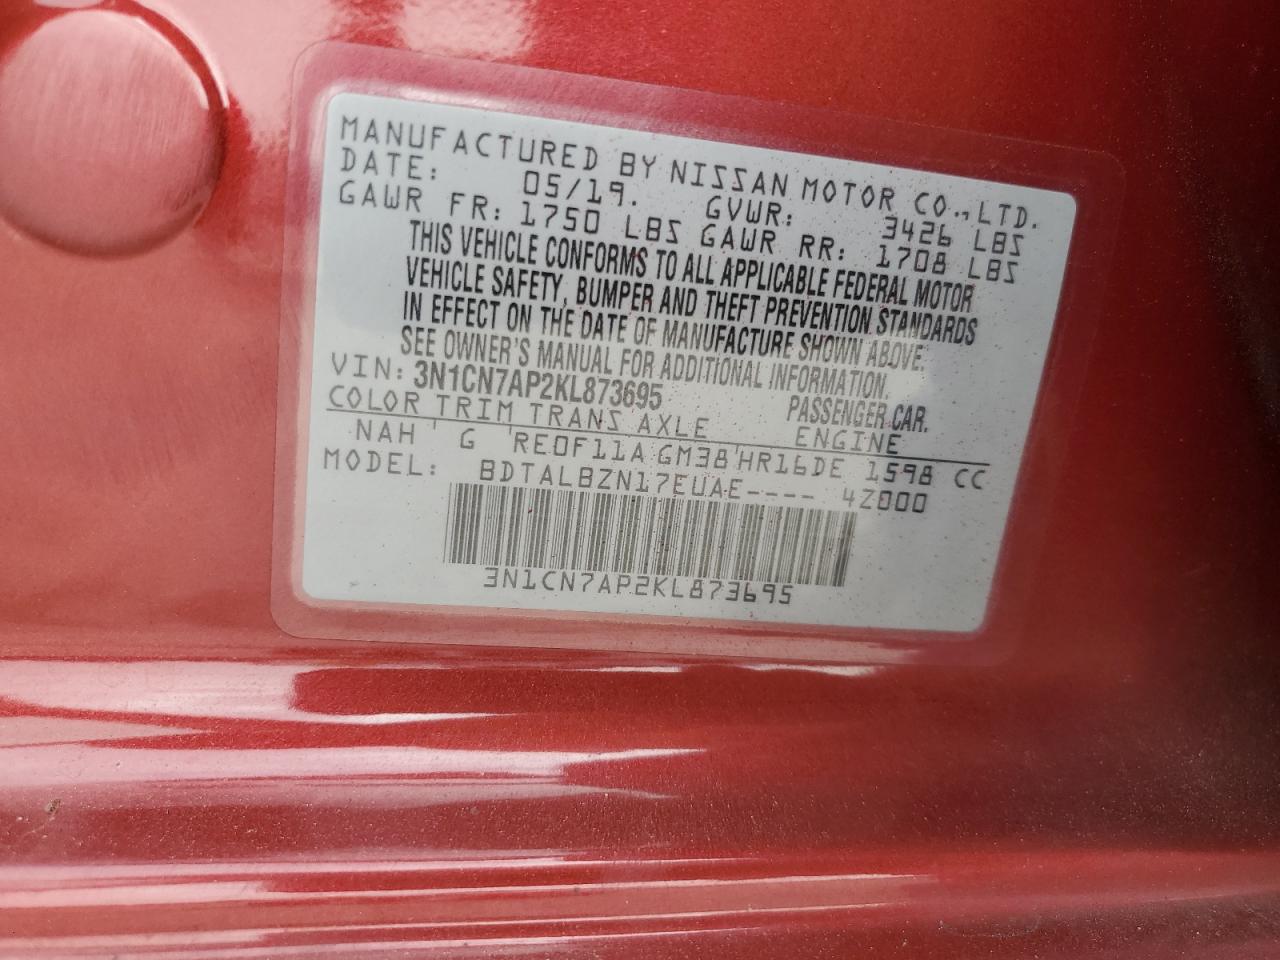 MANUFACTURED BY NISSAN MOTOR CO.,LTD.
DATE: 05/19. GVWR: 3426 LBS
GAWR FR: 1750 LBS GAWR RR: 1708 LBS
THIS VEHICLE CONFORMS TO ALL APPLICABLE FEDERAL MOTOR
VEHICLE SAFETY, BUMPER AND THEFT PREVENTION STANDARDS
IN EFFECT ON THE DATE OF MANUFACTURE SHOWN ABOVE.
SEE OWNER'S MANUAL FOR ADDITIONAL INFORMATION.
VIN: 3N1CN7AP2KL873695 PASSENGER CAR.
COLOR TRIM TRANS AXLE ENGINE
NAH ' G RE0F11A GM38 HR16DE 1598 CC
MODEL: BDTALBZN17EUAE---- 4Z000
3N1CN7AP2KL873695